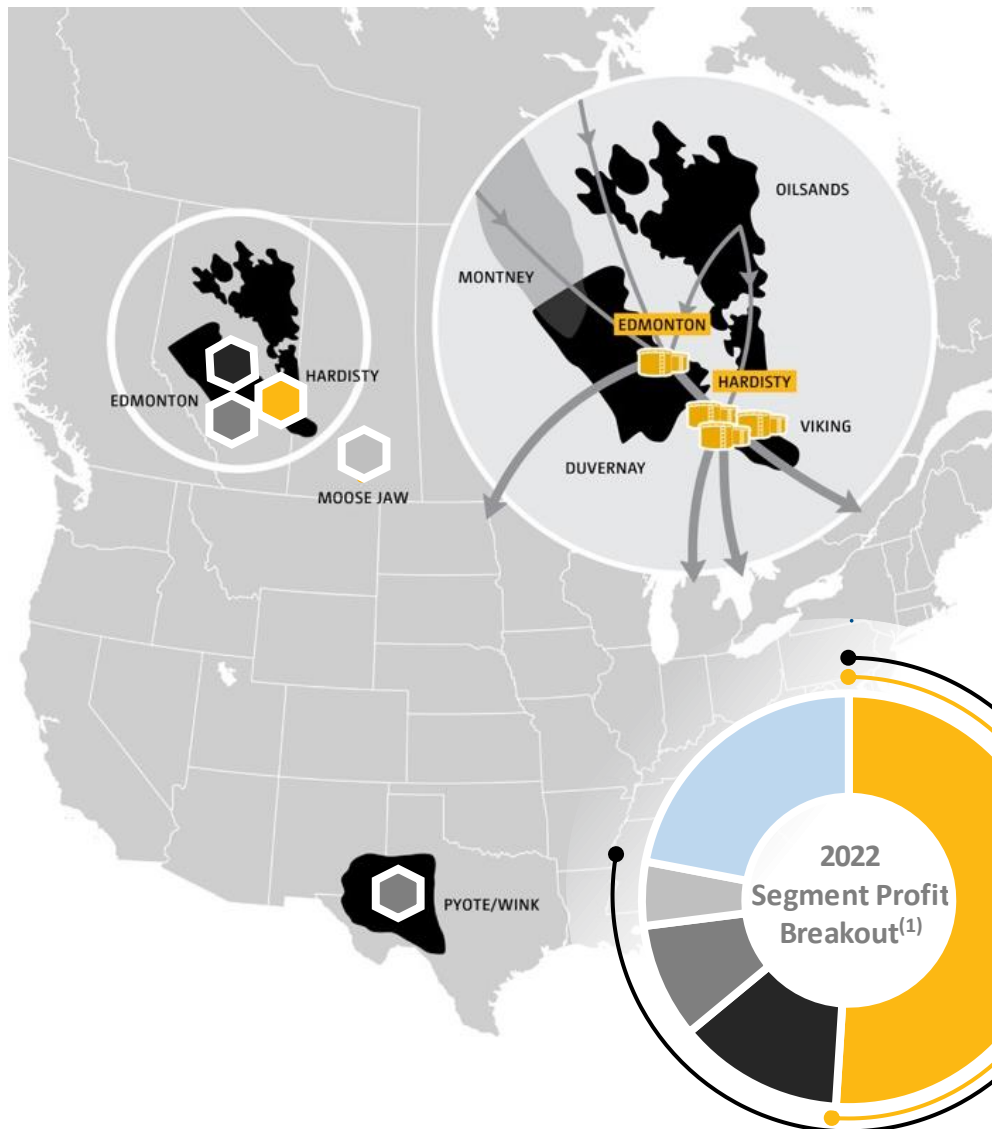 OILSANDS
MONTNEY
EDMONTON
HARDISTY
VIKING
DUVERNAY
HARDISTY
EDMONTON
MOOSE JAW
PYOTE/WINK
2022
Segment Profit
Breakout(1)